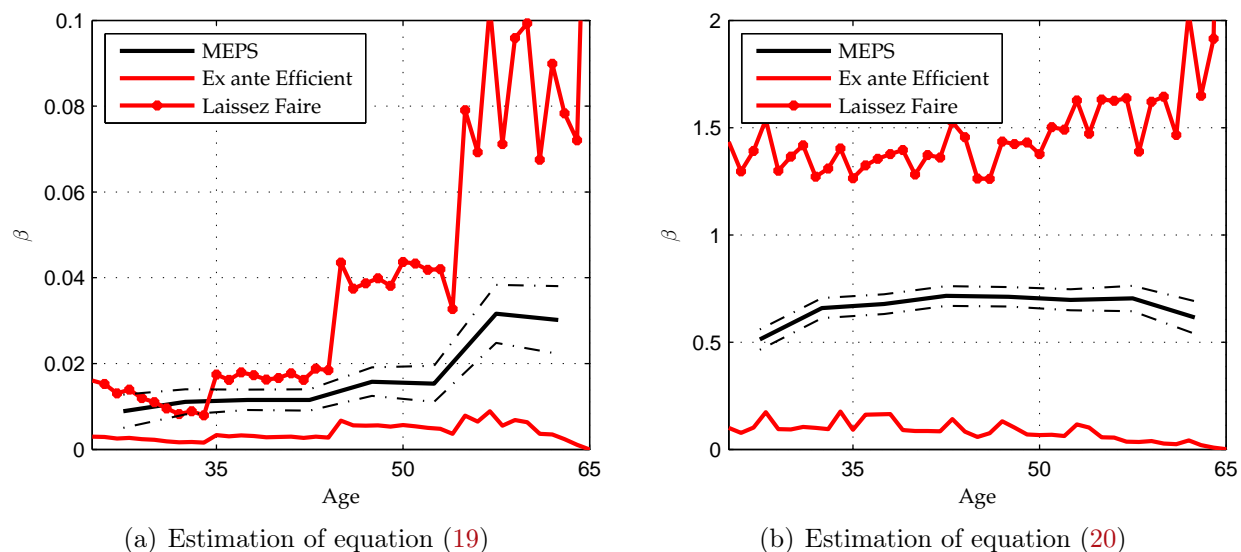 0.1
0.08
0.06
0.04
0.02
0
β
MEPS
Ex ante Efficient
Laissez Faire
35 50 65
Age
(a) Estimation of equation (19)
2
1.5
1
0.5
0
β
MEPS
Ex ante Efficient
Laissez Faire
35 50 65
Age
(b) Estimation of equation (20)